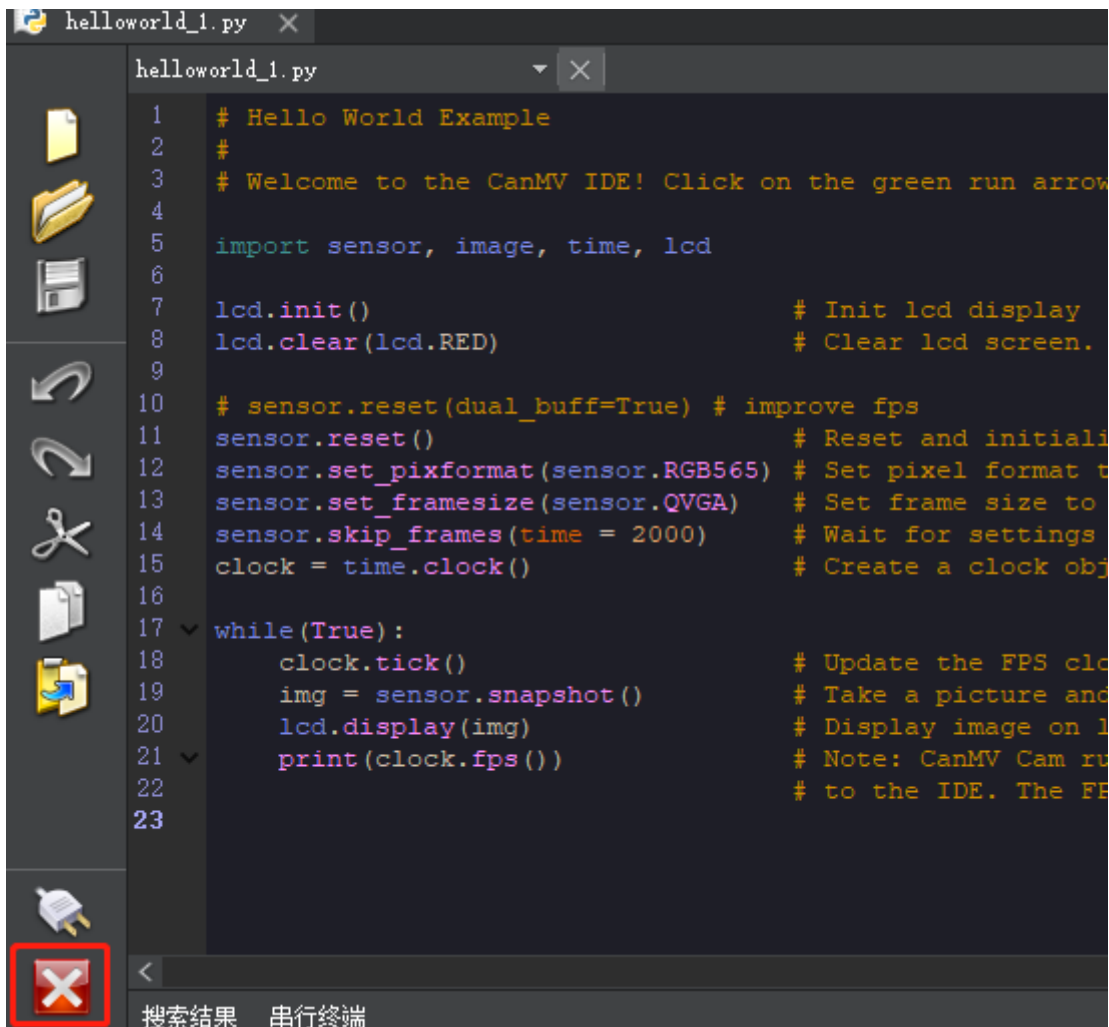 helloworld_1.py
helloworld_1.py
1 # Hello World Example
2 #
3 # Welcome to the CanMV IDE! Click on the green run arrow
4
5 import sensor, image, time, lcd
6
7 lcd.init() # Init lcd display
8 lcd.clear(lcd.RED) # Clear lcd screen.
9
10 # sensor.reset(dual_buff=True) # improve fps
11 sensor.reset() # Reset and initiali
12 sensor.set_pixformat(sensor.RGB565) # Set pixel format t
13 sensor.set_framesize(sensor.QVGA) # Set frame size to
14 sensor.skip_frames(time = 2000) # Wait for settings
15 clock = time.clock() # Create a clock obj
16
17 while(True):
18 clock.tick() # Update the FPS clo
19 img = sensor.snapshot() # Take a picture and
20 lcd.display(img) # Display image on l
21 print(clock.fps()) # Note: CanMV Cam ru
22 # to the IDE. The FP
23
搜索结果 串行终端